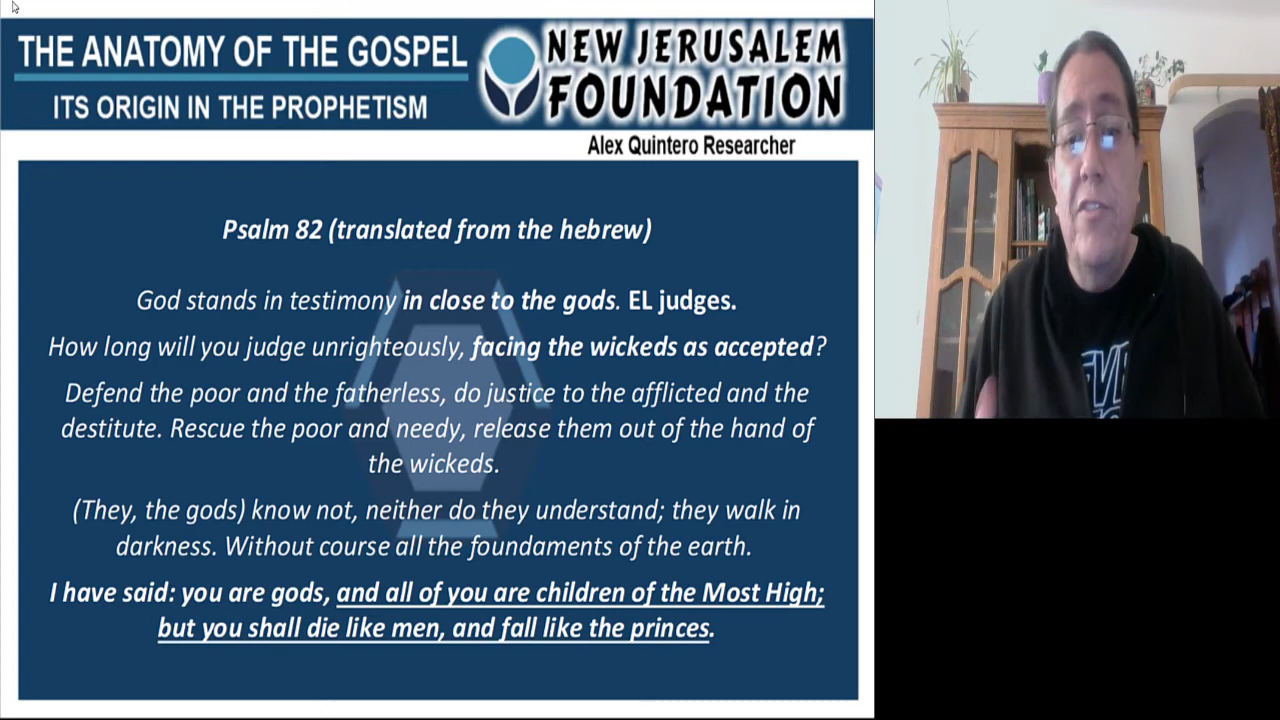 THE ANATOMY OF THE GOSPEL
ITS ORIGIN IN THE PROPHETISM
NEW JERUSALEM
FOUNDATION
Alex Quintero Researcher
Psalm 82 (translated from the hebrew)
God stands in testimony in close to the gods. EL judges.
How long will you judge unrighteously, facing the wickeds as accepted?
Defend the poor and the fatherless, do justice to the afflicted and the
destitute. Rescue the poor and needy, release them out of the hand of
the wickeds.
(They, the gods) know not, neither do they understand; they walk in
darkness. Without course all the foundaments of the earth.
I have said: you are gods, and all of you are children of the Most High;
but you shall die like men, and fall like the princes.